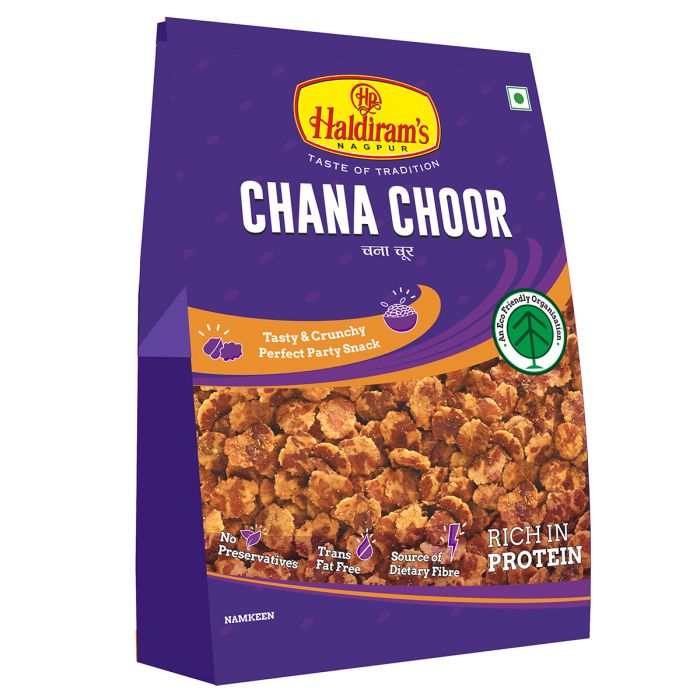 HR
Haldiram's
NAGPUR
TASTE OF TRADITION
CHANA CHOOR
चना चूर
An Eco Friendly Organisation
Tasty & Crunchy
Perfect Party Snack
No
Preservatives
Trans
Fat Free
Source of
Dietary Fibre
RICH IN
PROTEIN
NAMKEEN